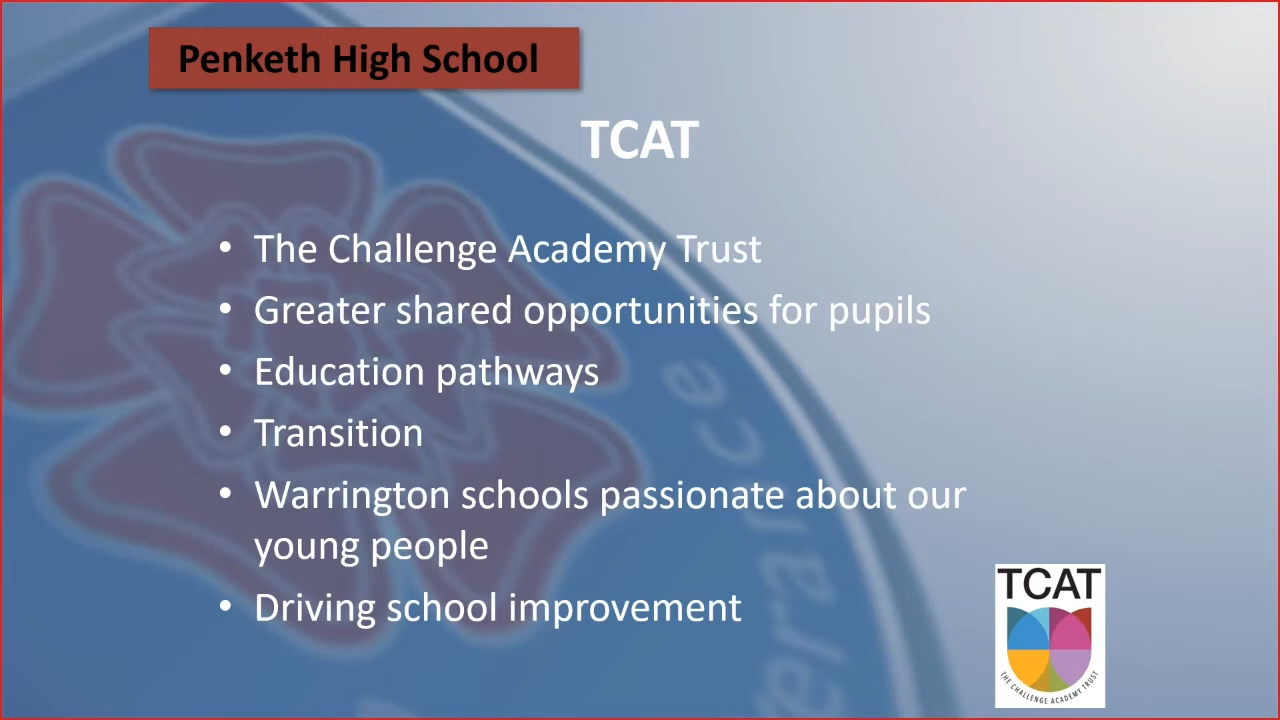 Penketh High School
TCAT
• The Challenge Academy Trust
• Greater shared opportunities for pupils
• Education pathways
• Transition
• Warrington schools passionate about our
young people
• Driving school improvement
TCAT
THE CHALLENGE ACADEMY TRUST